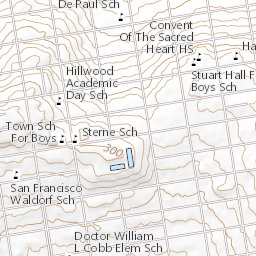 De Paul Sch
Convent
Of The Sacred
Heart HS
Ha
Stuart Hall F
Boys Sch
Hillwood
Academic
Day Sch
Town Sch
For Boys
Sterne Sch
300
San Francisco
Waldorf Sch
Doctor William
L Cobb Elem Sch